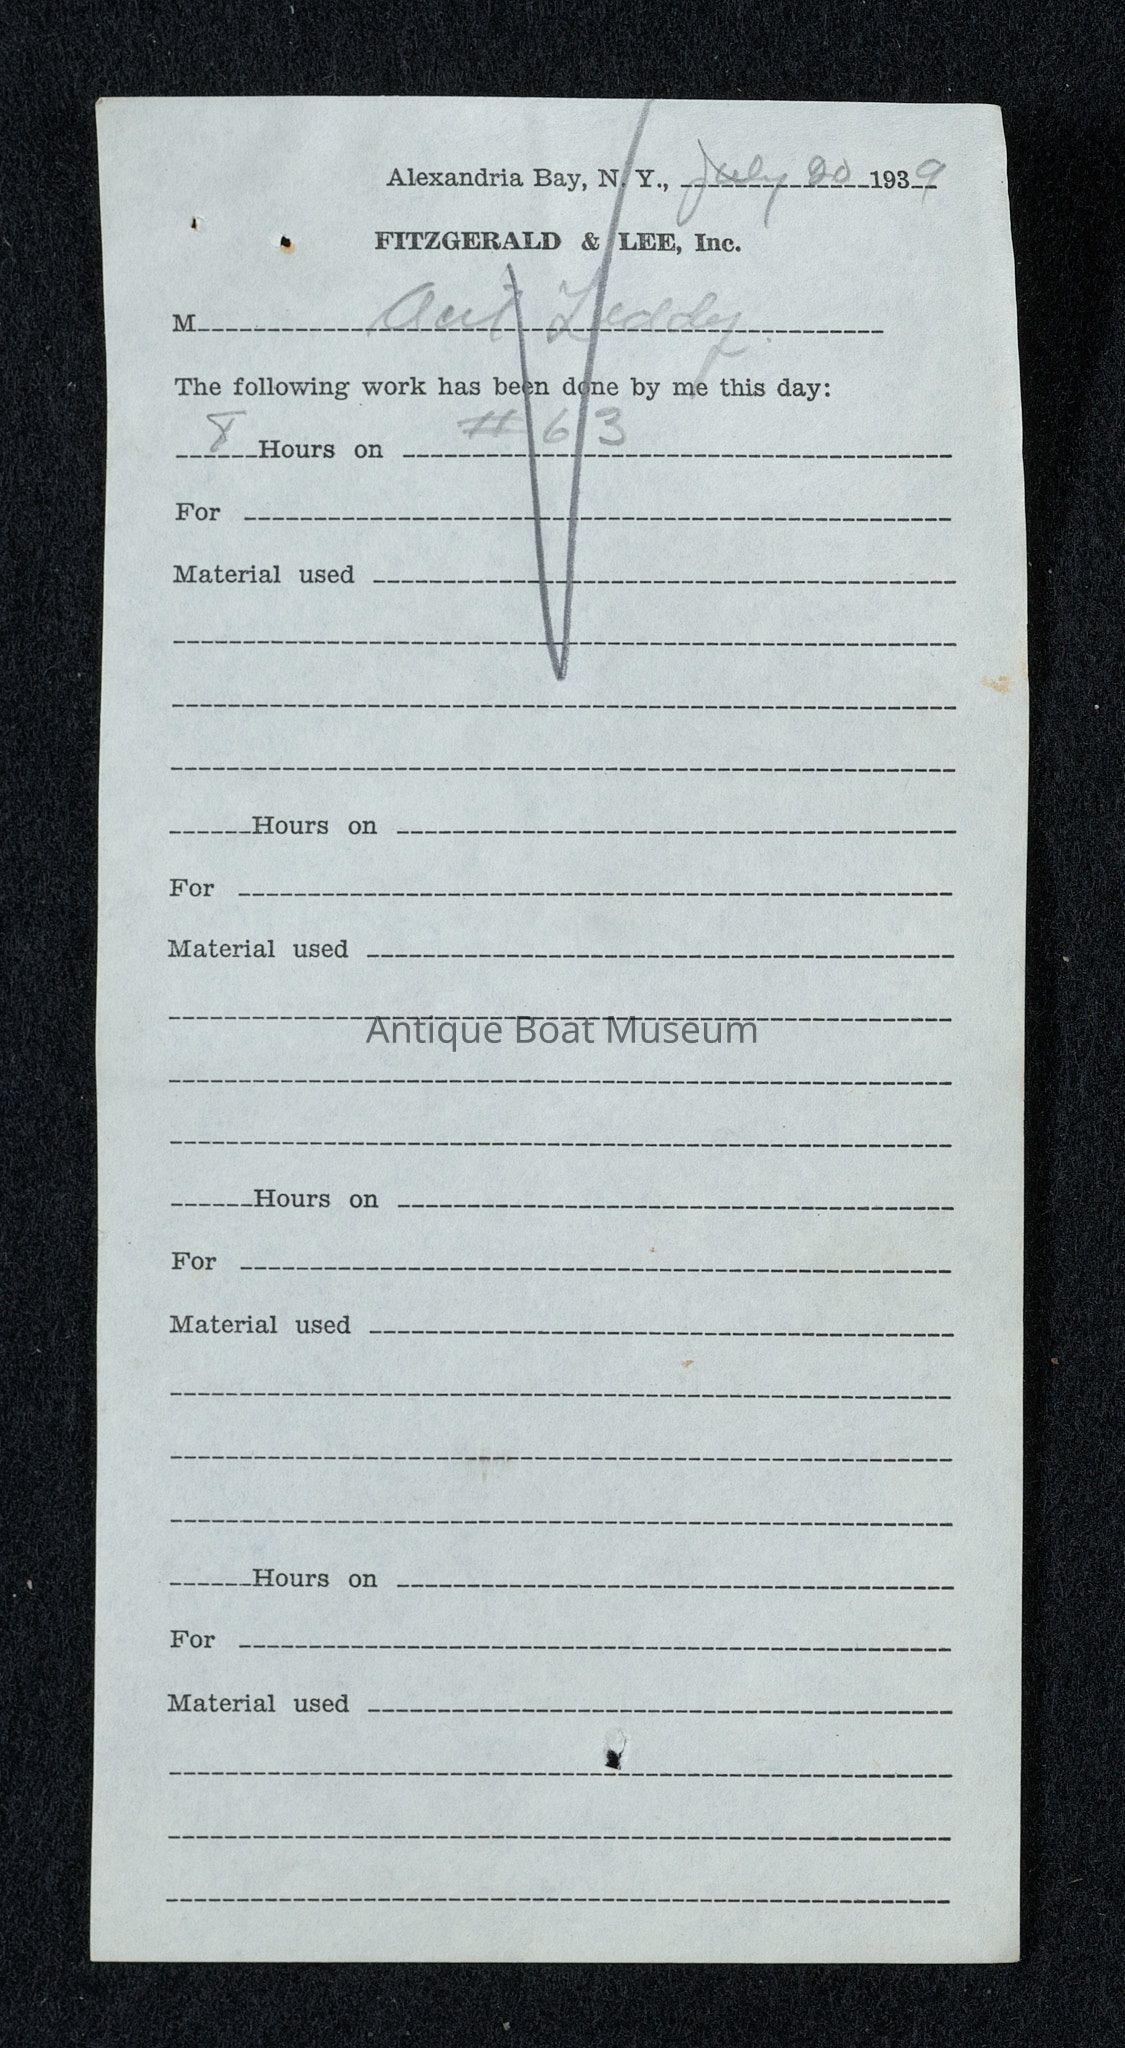 Alexandria Bay, N. Y., July 20 1939
FITZGERALD & LEE, Inc.
M Art Leddy.
The following work has been done by me this day:
8 Hours on #63
For
Material used
Hours on
For
Material used
Antique Boat Museum
Hours on
For
Material used
Hours on
For
Material used